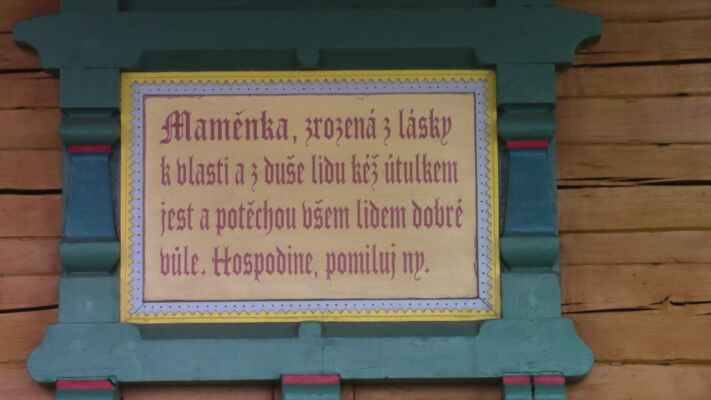 Maměnka, zrozená z lásky
k vlasti a z duše lidu kéž útulkem
jest a potěchou všem lidem dobré
vůle. Hospodine, pomiluj ny.